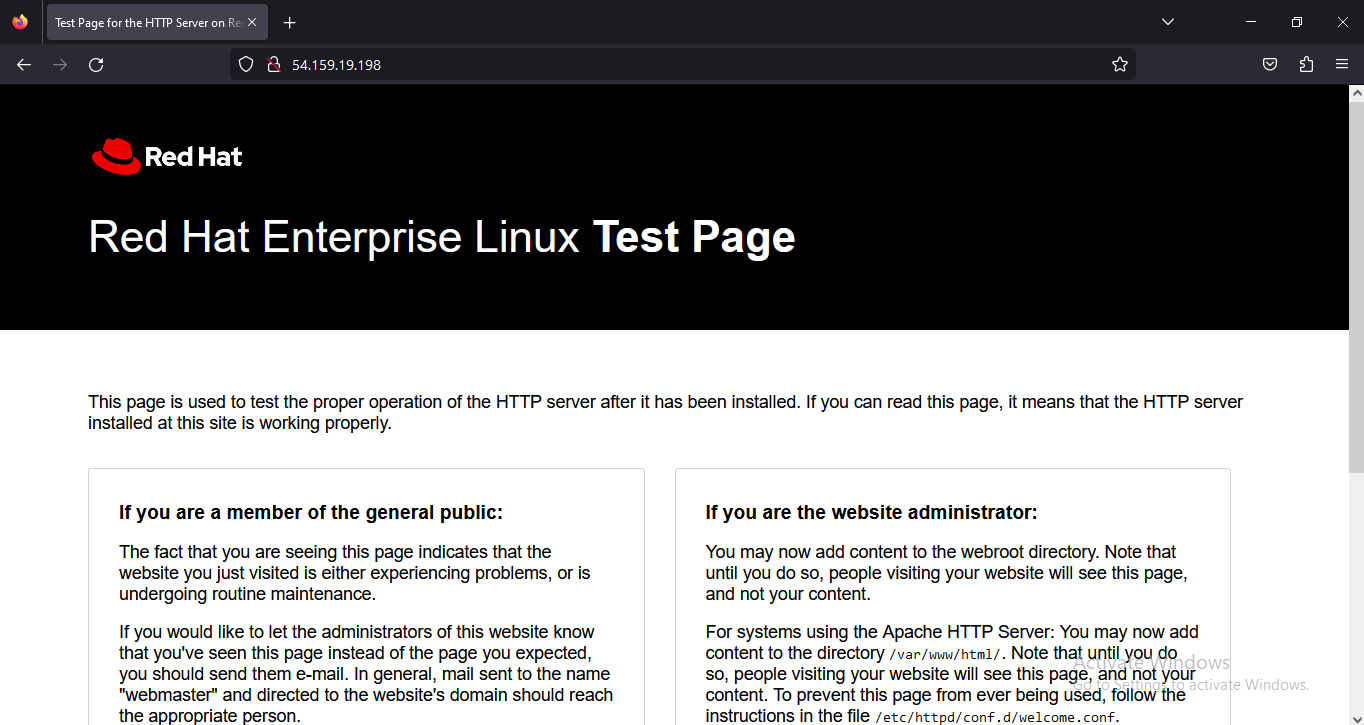 Test Page for the HTTP Server on Re
54.159.19.198
Red Hat
Red Hat Enterprise Linux Test Page
This page is used to test the proper operation of the HTTP server after it has been installed. If you can read this page, it means that the HTTP server
installed at this site is working properly.
If you are a member of the general public:
The fact that you are seeing this page indicates that the
website you just visited is either experiencing problems, or is
undergoing routine maintenance.
If you would like to let the administrators of this website know
that you've seen this page instead of the page you expected,
you should send them e-mail. In general, mail sent to the name
"webmaster" and directed to the website's domain should reach
the appropriate person.
If you are the website administrator:
You may now add content to the webroot directory. Note that
until you do so, people visiting your website will see this page,
and not your content.
For systems using the Apache HTTP Server: You may now add
content to the directory /var/www/html/. Note that until you do
so, people visiting your website will see this page, and not your
content. To prevent this page from ever being used, follow the
instructions in the file /etc/httpd/conf.d/welcome.conf.
Activate Windows
Go to Settings to activate Windows.